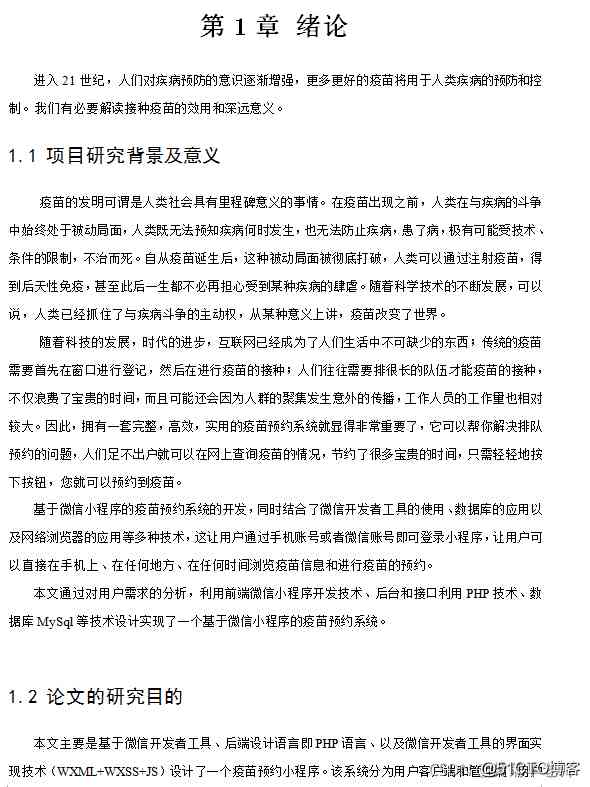 第 1 章 绪论
进入 21 世纪，人们对疾病预防的意识逐渐增强，更多更好的疫苗将用于人类疾病的预防和控
制。我们有必要解读接种疫苗的效用和深远意义。
1.1 项目研究背景及意义
疫苗的发明可谓是人类社会具有里程碑意义的事情。在疫苗出现之前，人类在与疾病的斗争
中始终处于被动局面，人类既无法预知疾病何时发生，也无法防止疾病，患了病，极有可能受技术、
条件的限制，不治而死。自从疫苗诞生后，这种被动局面被彻底打破，人类可以通过注射疫苗，得
到后天性免疫，甚至此后一生都不必再担心受到某种疾病的肆虐。随着科学技术的不断发展，可以
说，人类已经抓住了与疾病斗争的主动权，从某种意义上讲，疫苗改变了世界。
随着科技的发展，时代的进步，互联网已经成为了人们生活中不可缺少的东西；传统的疫苗
需要首先在窗口进行登记，然后在进行疫苗的接种；人们往往需要排很长的队伍才能疫苗的接种，
不仅浪费了宝贵的时间，而且可能还会因为人群的聚集发生意外的传播，工作人员的工作量也相对
较大。因此，拥有一套完整，高效，实用的疫苗预约系统就显得非常重要了，它可以帮你解决排队
预约的问题，人们足不出户就可以在网上查询疫苗的情况，节约了很多宝贵的时间，只需轻轻地按
下按钮，您就可以预约到疫苗。
基于微信小程序的疫苗预约系统的开发，同时结合了微信开发者工具的使用、数据库的应用以
及网络浏览器的应用等多种技术，这让用户通过手机账号或者微信账号即可登录小程序，让用户可
以直接在手机上、在任何地方、在任何时间浏览疫苗信息和进行疫苗的预约。
本文通过对用户需求的分析，利用前端微信小程序开发技术、后台和接口利用 PHP 技术、数
据库 MySql 等技术设计实现了一个基于微信小程序的疫苗预约系统。
1.2 论文的研究目的
本文主要是基于微信开发者工具、后端设计语言即 PHP 语言、以及微信开发者工具的界面实
现技术（WXML+WXSS+JS）设计了一个疫苗预约小程序。该系统分为用户客户端和管
@51CTO博客